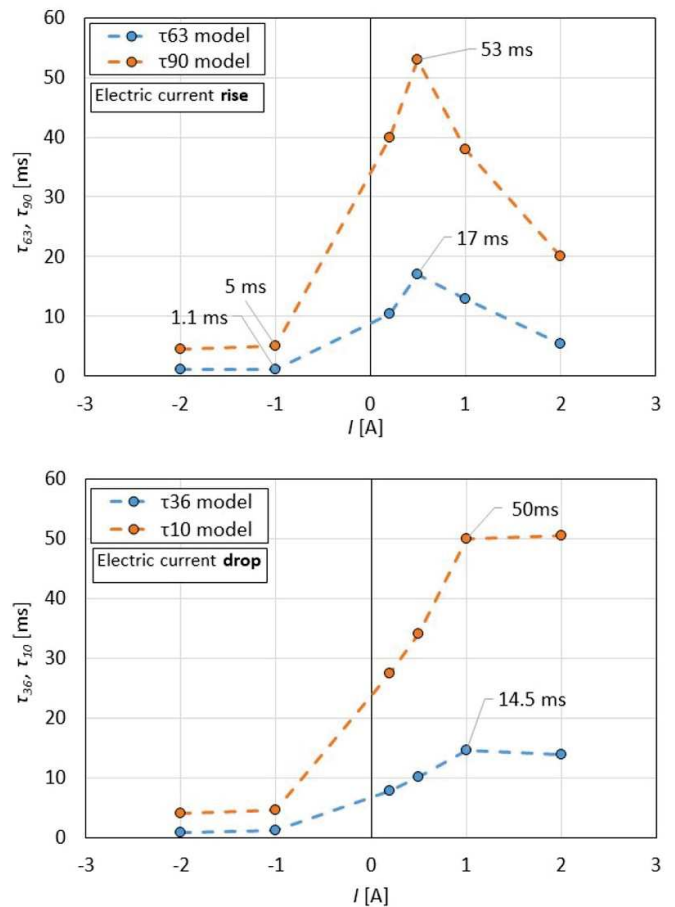 60
50
40
30
20
10
0
τ63, τ90 [ms]
τ63 model
τ90 model
Electric current rise
53 ms
17 ms
5 ms
1.1 ms
-3 -2 -1 0 1 2 3
I [A]
60
50
40
30
20
10
0
τ36, τ10 [ms]
τ36 model
τ10 model
Electric current drop
50ms
14.5 ms
-3 -2 -1 0 1 2 3
I [A]